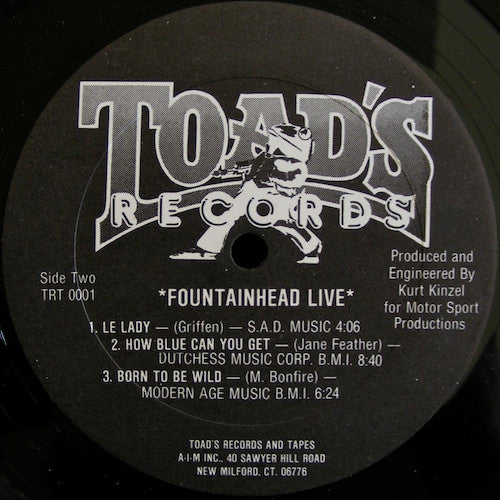 TOAD'S
RECORDS
Side Two
TRT 0001
*FOUNTAINHEAD LIVE*
Produced and
Engineered By
Kurt Kinzel
for Motor Sport
Productions
1. LE LADY — (Griffen) — S.A.D. MUSIC 4:06
2. HOW BLUE CAN YOU GET — (Jane Feather) —
DUTCHESS MUSIC CORP. B.M.I. 8:40
3. BORN TO BE WILD — (M. Bonfire) —
MODERN AGE MUSIC B.M.I. 6:24
TOAD'S RECORDS AND TAPES
A-I-M INC., 40 SAWYER HILL ROAD
NEW MILFORD, CT. 06776